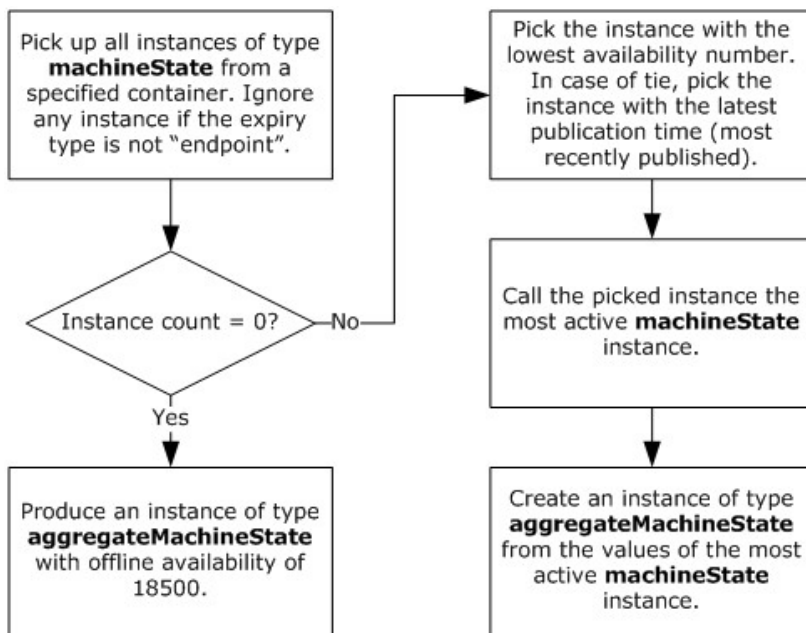 Pick up all instances of type
machineState from a
specified container. Ignore
any instance if the expiry
type is not “endpoint”.
Instance count = 0?
No
Yes
Produce an instance of type
aggregateMachineState
with offline availability of
18500.
Pick the instance with the
lowest availability number.
In case of tie, pick the
instance with the latest
publication time (most
recently published).
Call the picked instance the
most active machineState
instance.
Create an instance of type
aggregateMachineState
from the values of the most
active machineState
instance.